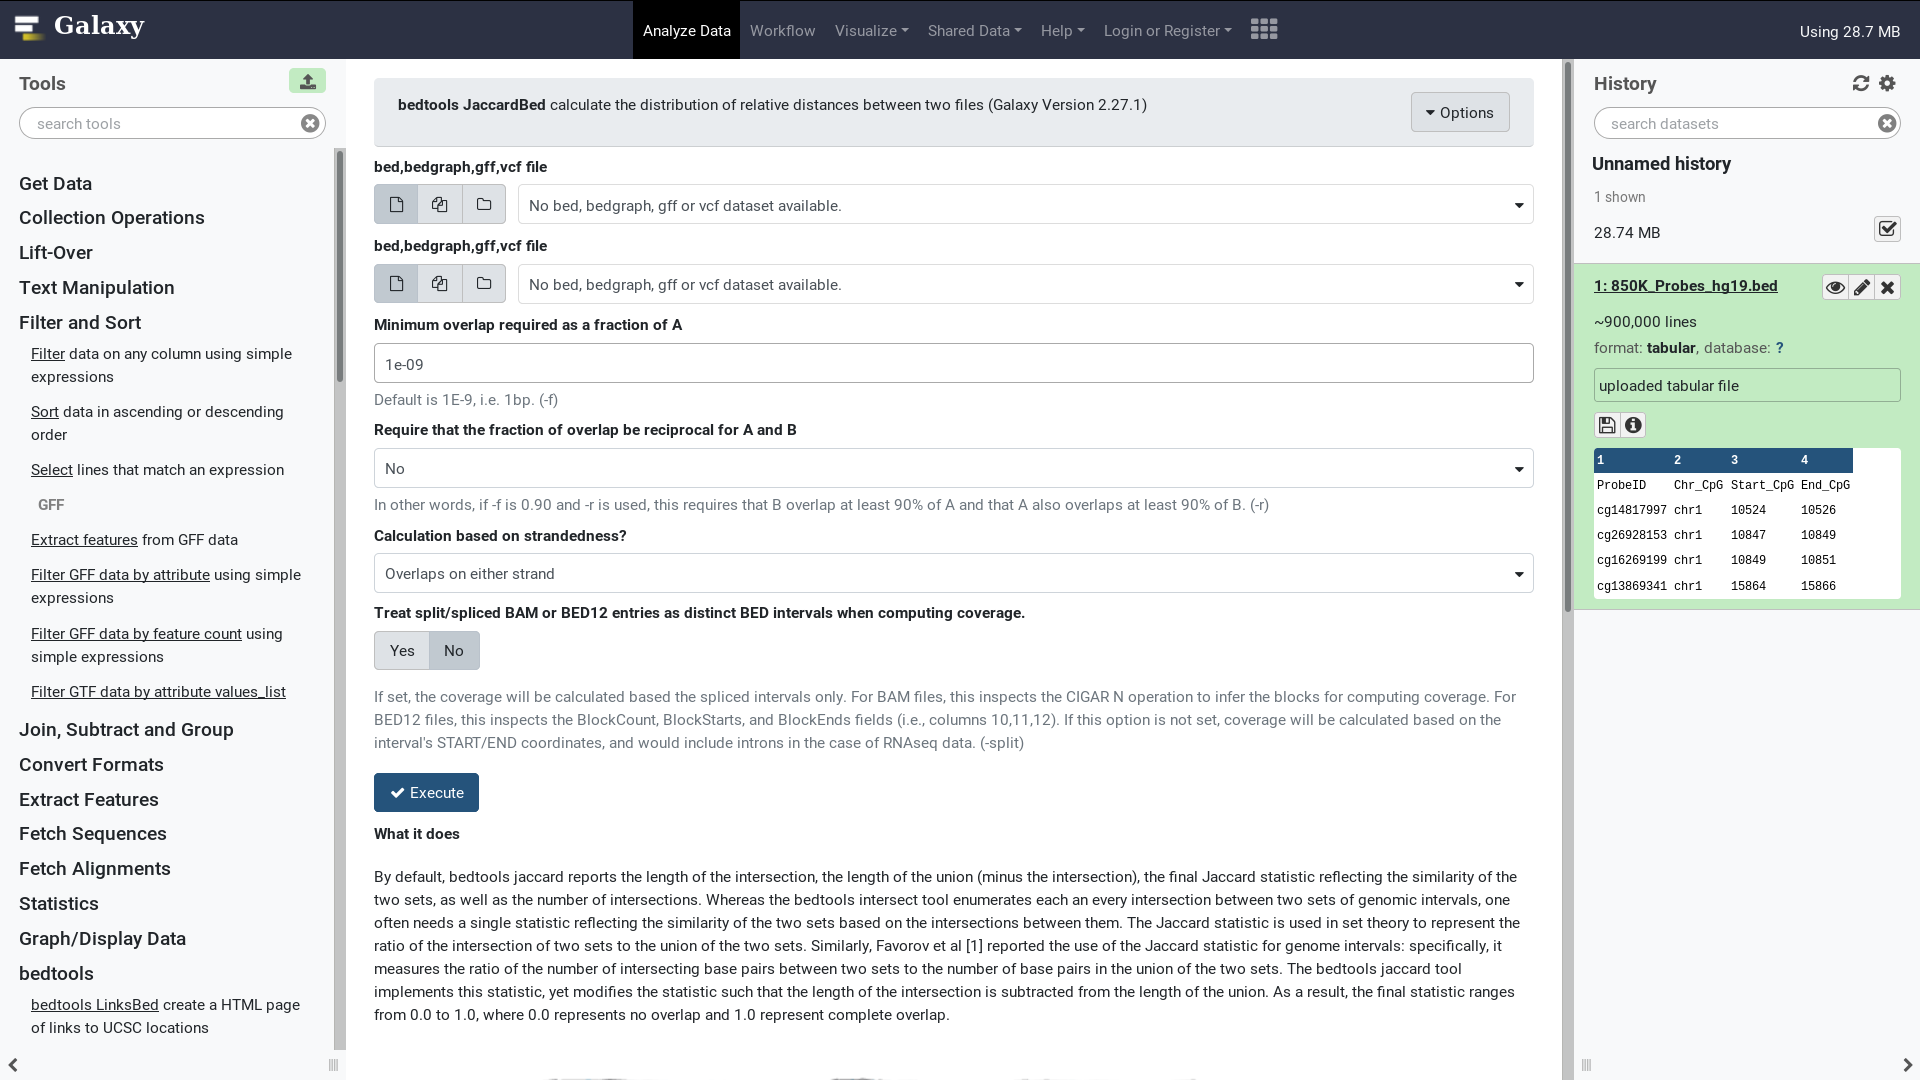 Galaxy
Analyze Data
Workflow
Visualize
Shared Data
Help
Login or Register
Using 28.7 MB
Tools
search tools
Get Data
Collection Operations
Lift-Over
Text Manipulation
Filter and Sort
Filter data on any column using simple
expressions
Sort data in ascending or descending
order
Select lines that match an expression
GFF
Extract features from GFF data
Filter GFF data by attribute using simple
expressions
Filter GFF data by feature count using
simple expressions
Filter GTF data by attribute values_list
Join, Subtract and Group
Convert Formats
Extract Features
Fetch Sequences
Fetch Alignments
Statistics
Graph/Display Data
bedtools
bedtools LinksBed create a HTML page
of links to UCSC locations
bedtools JaccardBed calculate the distribution of relative distances between two files (Galaxy Version 2.27.1)
Options
bed,bedgraph,gff,vcf file
No bed, bedgraph, gff or vcf dataset available.
bed,bedgraph,gff,vcf file
No bed, bedgraph, gff or vcf dataset available.
Minimum overlap required as a fraction of A
1e-09
Default is 1E-9, i.e. 1bp. (-f)
Require that the fraction of overlap be reciprocal for A and B
No
In other words, if -f is 0.90 and -r is used, this requires that B overlap at least 90% of A and that A also overlaps at least 90% of B. (-r)
Calculation based on strandedness?
Overlaps on either strand
Treat split/spliced BAM or BED12 entries as distinct BED intervals when computing coverage.
Yes No
If set, the coverage will be calculated based the spliced intervals only. For BAM files, this inspects the CIGAR N operation to infer the blocks for computing coverage. For
BED12 files, this inspects the BlockCount, BlockStarts, and BlockEnds fields (i.e., columns 10,11,12). If this option is not set, coverage will be calculated based on the
interval's START/END coordinates, and would include introns in the case of RNAseq data. (-split)
Execute
What it does
By default, bedtools jaccard reports the length of the intersection, the length of the union (minus the intersection), the final Jaccard statistic reflecting the similarity of the
two sets, as well as the number of intersections. Whereas the bedtools intersect tool enumerates each an every intersection between two sets of genomic intervals, one
often needs a single statistic reflecting the similarity of the two sets based on the intersections between them. The Jaccard statistic is used in set theory to represent the
ratio of the intersection of two sets to the union of the two sets. Similarly, Favorov et al [1] reported the use of the Jaccard statistic for genome intervals: specifically, it
measures the ratio of the number of intersecting base pairs between two sets to the number of base pairs in the union of the two sets. The bedtools jaccard tool
implements this statistic, yet modifies the statistic such that the length of the intersection is subtracted from the length of the union. As a result, the final statistic ranges
from 0.0 to 1.0, where 0.0 represents no overlap and 1.0 represent complete overlap.
History
search datasets
Unnamed history
1 shown
28.74 MB
1: 850K_Probes_hg19.bed
~900,000 lines
format: tabular, database: ?
uploaded tabular file
1 2 3 4
ProbeID Chr_CpG Start_CpG End_CpG
cg14817997 chr1 10524 10526
cg26928153 chr1 10847 10849
cg16269199 chr1 10849 10851
cg13869341 chr1 15864 15866